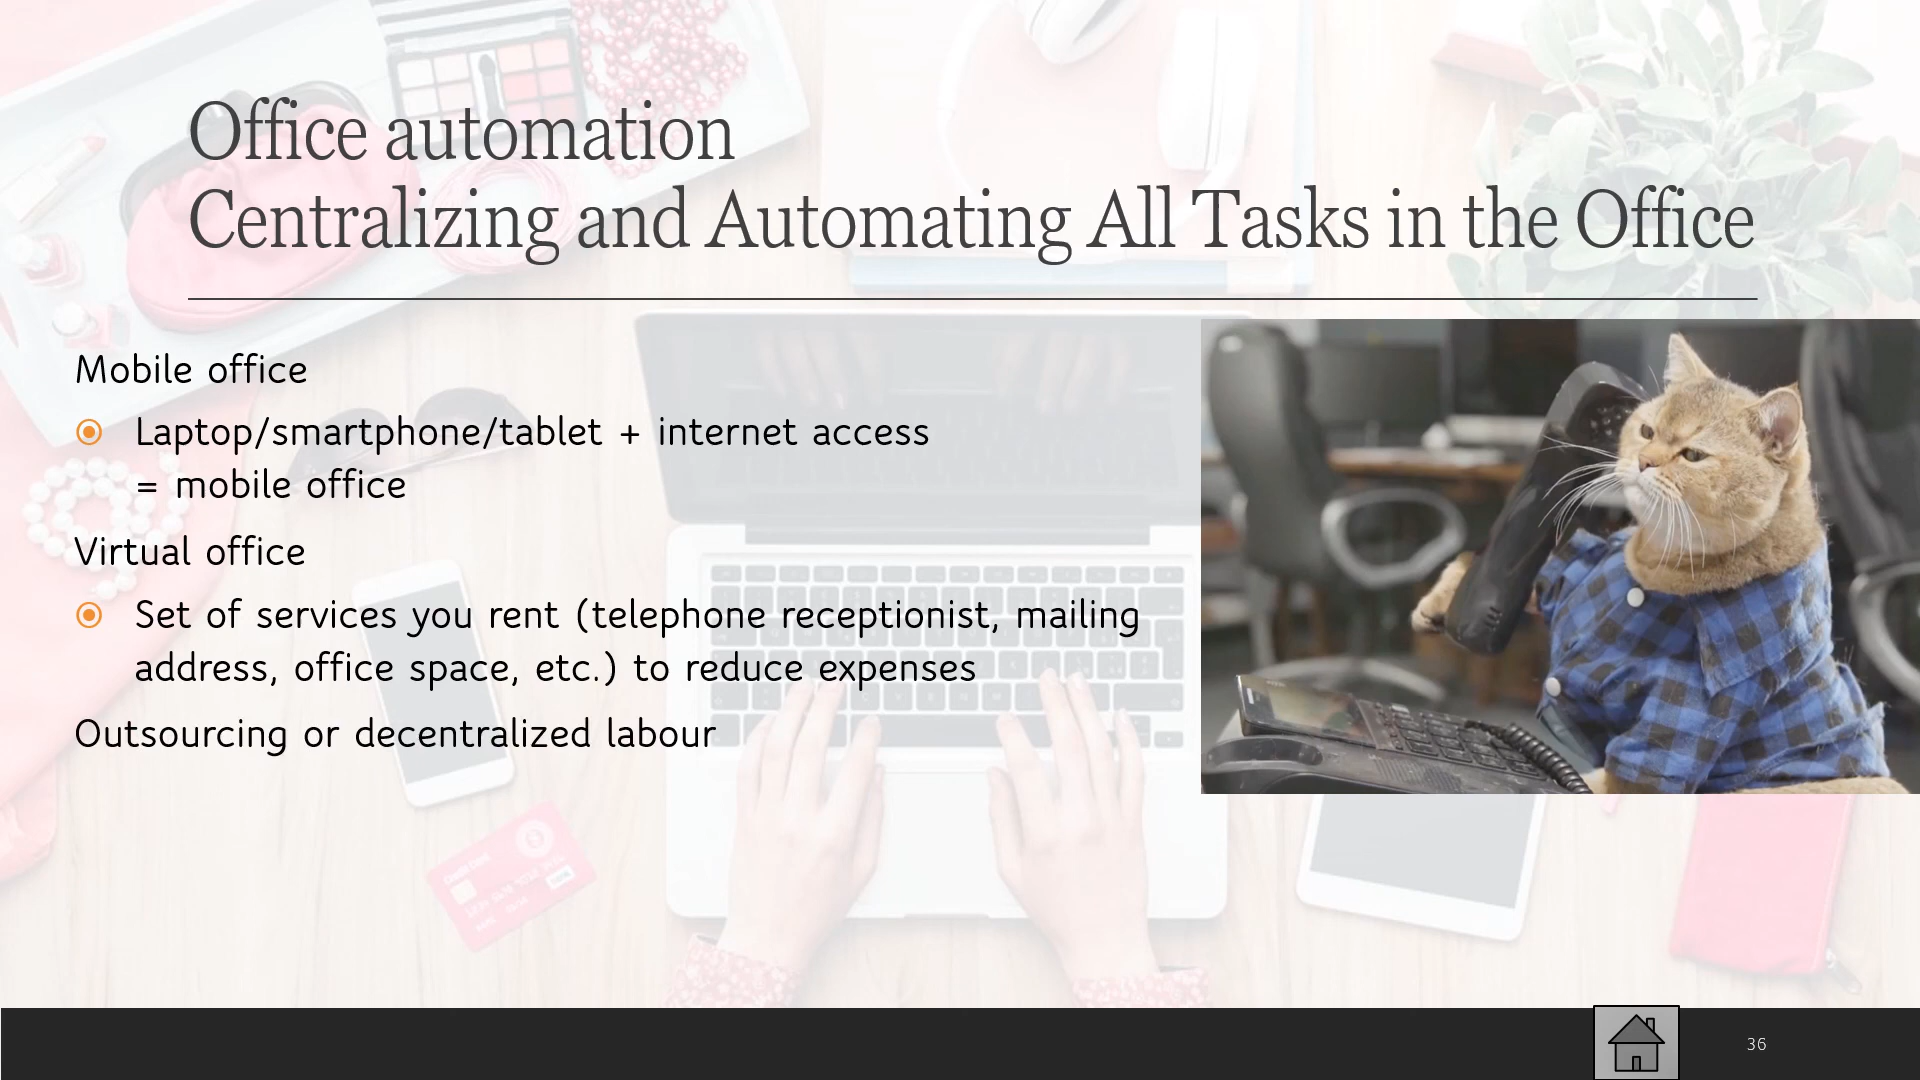 Office automation
Centralizing and Automating All Tasks in the Office
Mobile office
Laptop/smartphone/tablet + internet access
= mobile office
Virtual office
Set of services you rent (telephone receptionist, mailing
address, office space, etc.) to reduce expenses
Outsourcing or decentralized labour
36